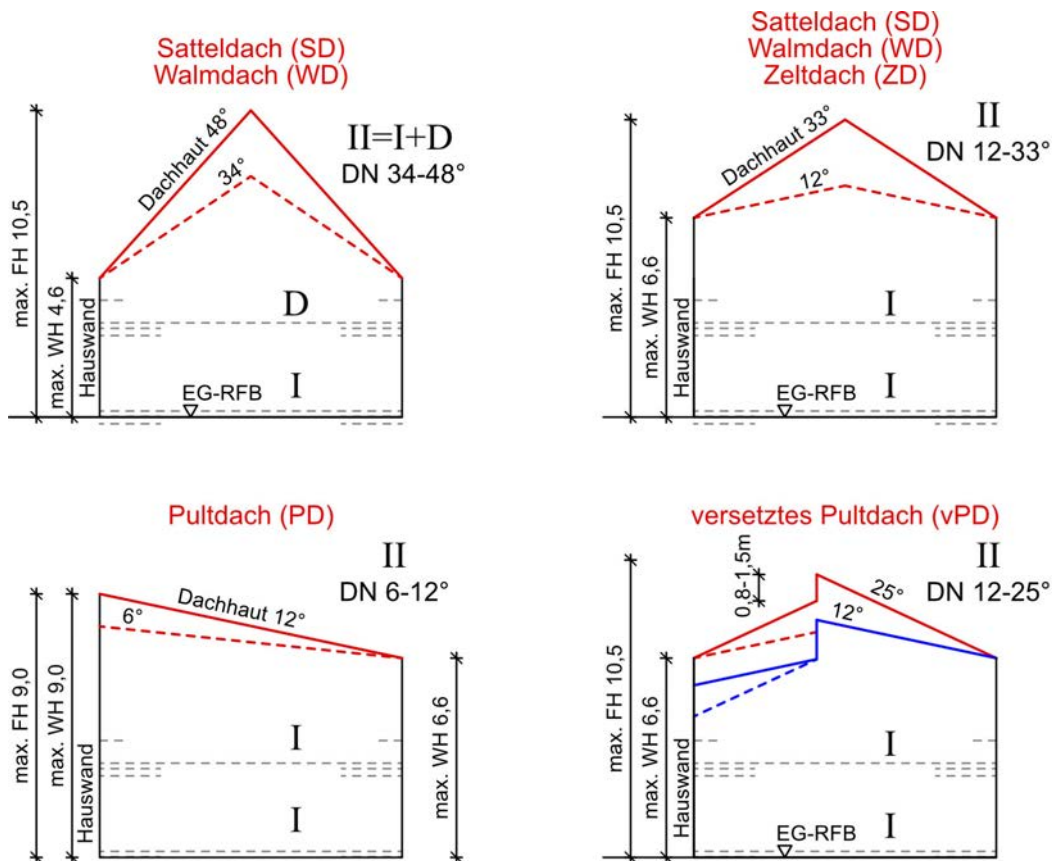 Satteldach (SD)
Walmdach (WD)
II=I+D
DN 34-48°
Dachhaut 48°
34°
max. FH 10,5
max. WH 4,6
Hauswand
D
I
EG-RFB
Satteldach (SD)
Walmdach (WD)
Zeltdach (ZD)
II
DN 12-33°
Dachhaut 33°
12°
max. FH 10,5
max. WH 6,6
Hauswand
I
I
EG-RFB
Pultdach (PD)
II
DN 6-12°
Dachhaut 12°
6°
max. FH 9,0
max. WH 9,0
Hauswand
I
I
max. WH 6,6
versetztes Pultdach (vPD)
II
DN 12-25°
0,8-1,5m
25°
12°
max. FH 10,5
max. WH 6,6
Hauswand
I
I
EG-RFB